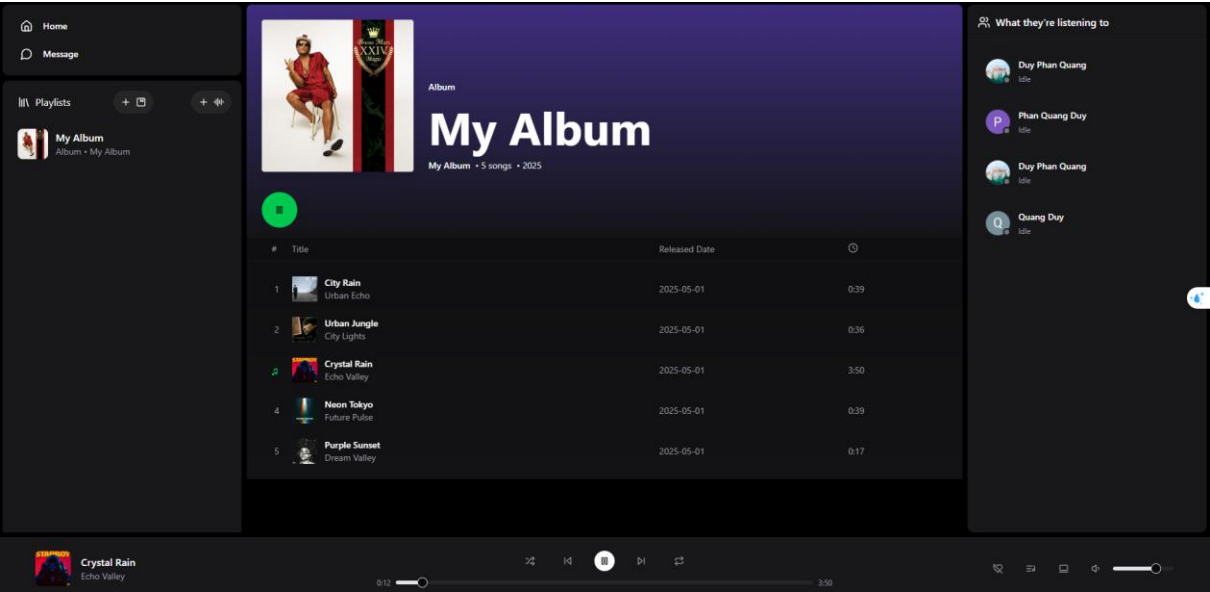 Home
Message
Playlists
My Album
Album • My Album
Bruno Mars
XXIV
Magic
Album
My Album
My Album • 5 songs • 2025
# Title Released Date
1 City Rain 2025-05-01 0:39
Urban Echo
2 Urban Jungle 2025-05-01 0:36
City Lights
Crystal Rain 2025-05-01 3:50
Echo Valley
4 Neon Tokyo 2025-05-01 0:39
Future Pulse
5 Purple Sunset 2025-05-01 0:17
Dream Valley
What they're listening to
Duy Phan Quang
Idle
P
Phan Quang Duy
Idle
Duy Phan Quang
Idle
Q
Quang Duy
Idle
STARBOY
Crystal Rain
Echo Valley
0:12 3:50